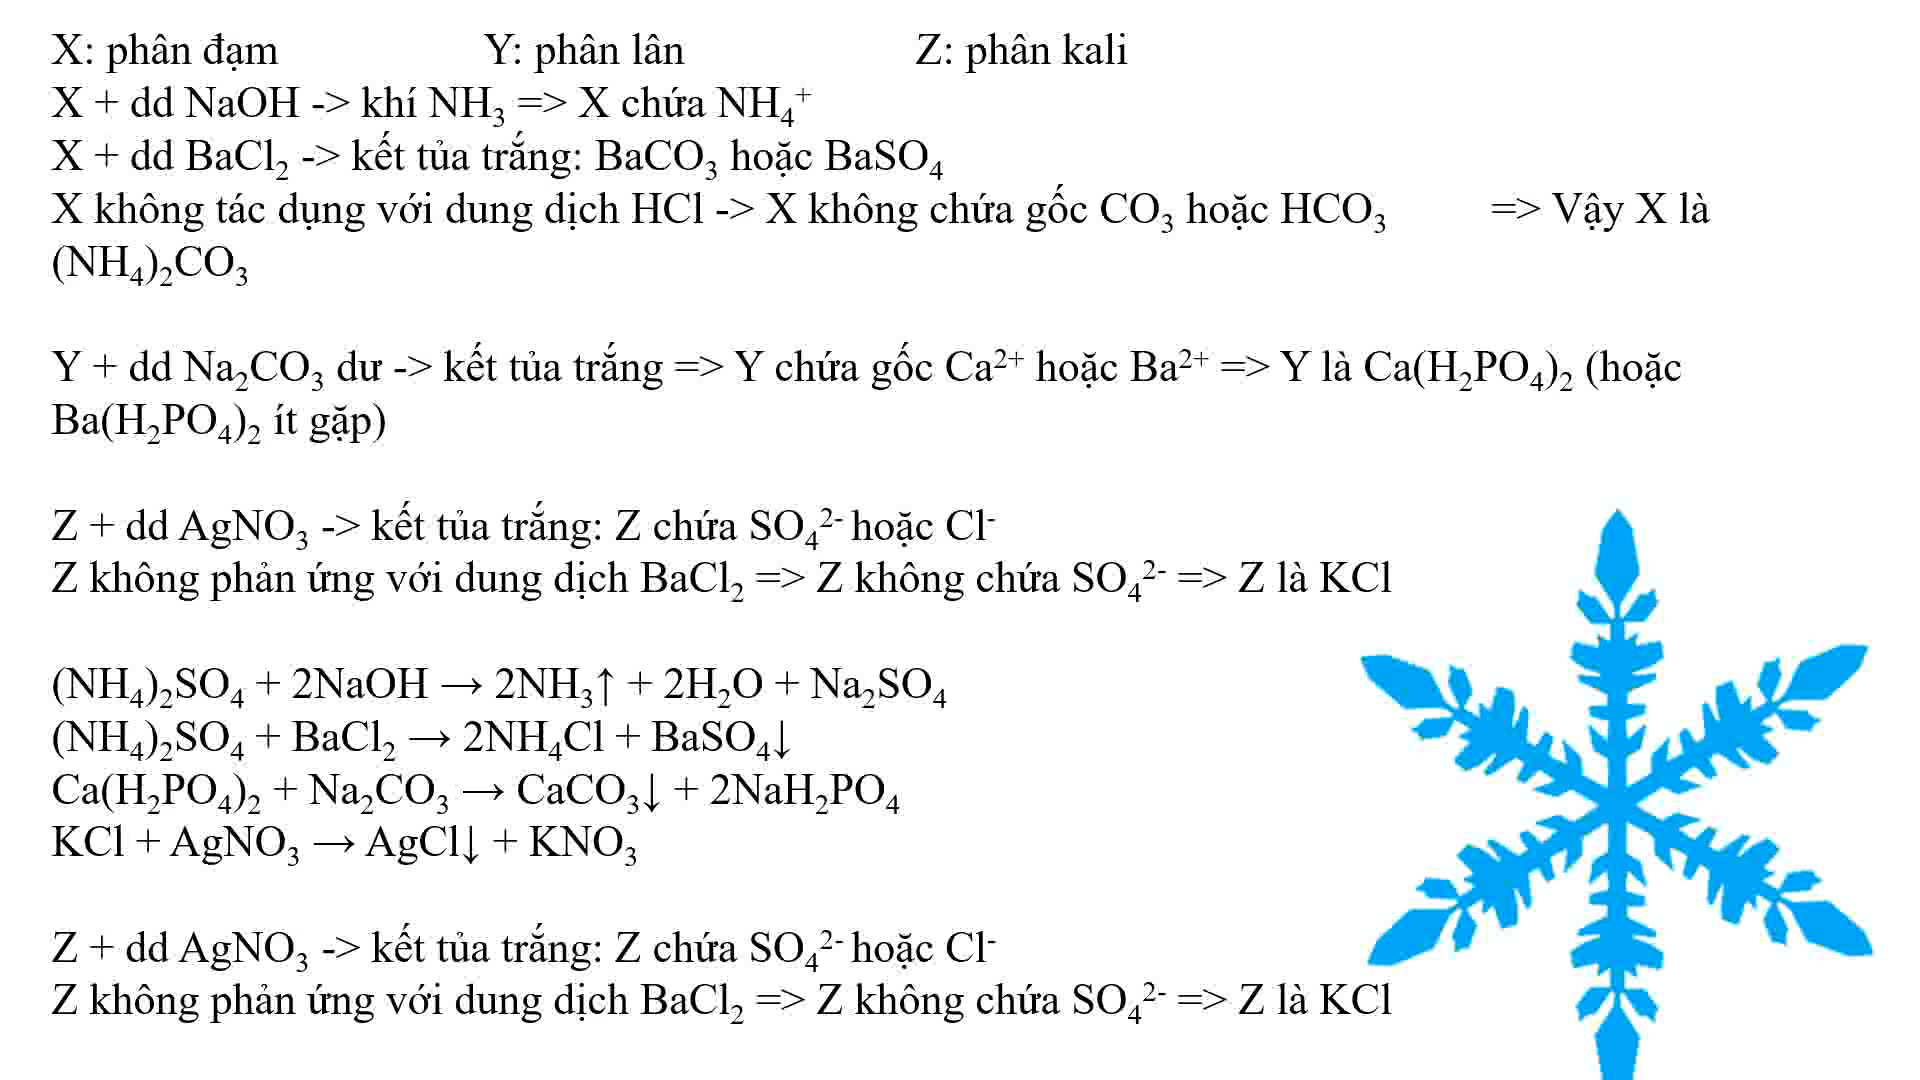 X: phân đạm Y: phân lân Z: phân kali
X + dd NaOH -> khí NH₃ => X chứa NH₄⁺
X + dd BaCl₂ -> kết tủa trắng: BaCO₃ hoặc BaSO₄
X không tác dụng với dung dịch HCl -> X không chứa gốc CO₃ hoặc HCO₃ => Vậy X là
(NH₄)₂CO₃
Y + dd Na₂CO₃ dư -> kết tủa trắng => Y chứa gốc Ca²⁺ hoặc Ba²⁺ => Y là Ca(H₂PO₄)₂ (hoặc
Ba(H₂PO₄)₂ ít gặp)
Z + dd AgNO₃ -> kết tủa trắng: Z chứa SO₄²⁻ hoặc Cl⁻
Z không phản ứng với dung dịch BaCl₂ => Z không chứa SO₄²⁻ => Z là KCl
(NH₄)₂SO₄ + 2NaOH → 2NH₃↑ + 2H₂O + Na₂SO₄
(NH₄)₂SO₄ + BaCl₂ → 2NH₄Cl + BaSO₄↓
Ca(H₂PO₄)₂ + Na₂CO₃ → CaCO₃↓ + 2NaH₂PO₄
KCl + AgNO₃ → AgCl↓ + KNO₃
Z + dd AgNO₃ -> kết tủa trắng: Z chứa SO₄²⁻ hoặc Cl⁻
Z không phản ứng với dung dịch BaCl₂ => Z không chứa SO₄²⁻ => Z là KCl